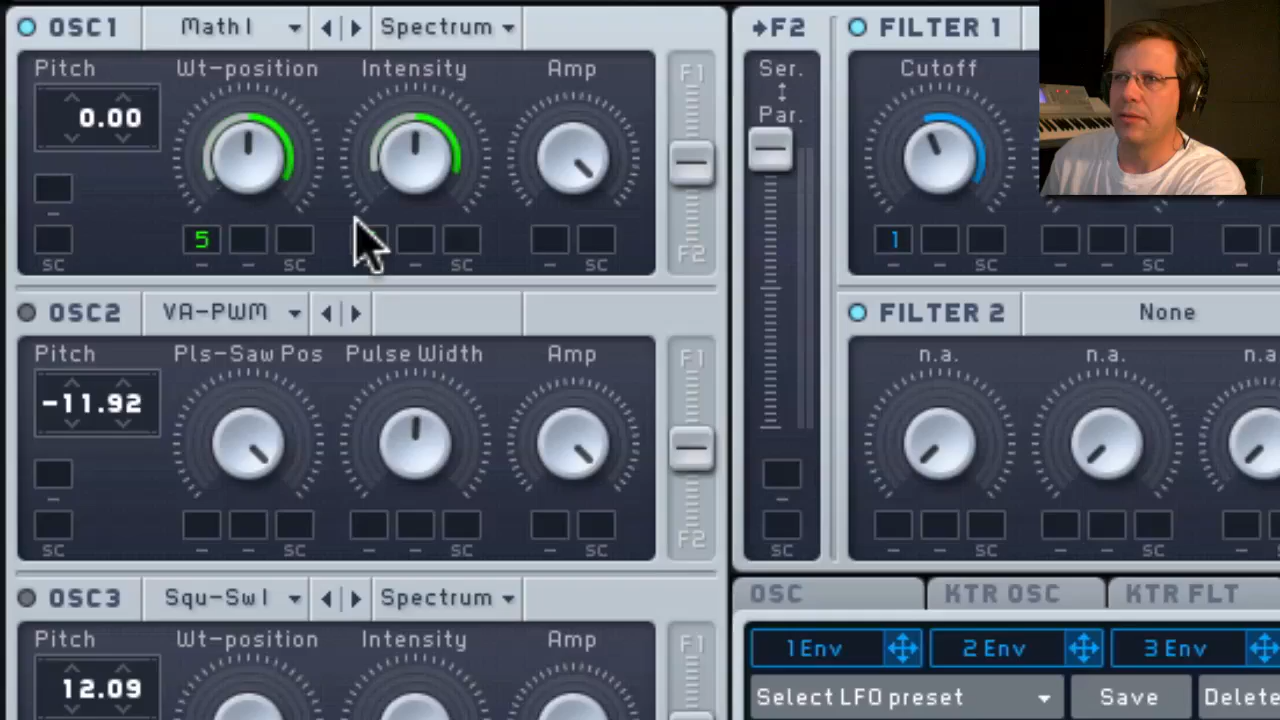 OSC1 Math I Spectrum
Pitch Wt-position Intensity Amp F1
0.00
5
– – SC – SC – SC F2
SC
→F2
Ser.
Par.
–
SC
FILTER 1
Cutoff
1
– – SC – SC –
OSC2 VA-PWM
Pitch Pls-Saw Pos Pulse Width Amp F1
-11.92
–
SC – – SC – – SC – SC F2
FILTER 2 None
n.a. n.a. n.a
– – SC – – SC –
OSC3 Squ-Sw I Spectrum
Pitch Wt-position Intensity Amp F1
12.09
OSC KTR OSC KTR FLT
1 Env 2 Env 3 Env
Select LFO preset Save Delete